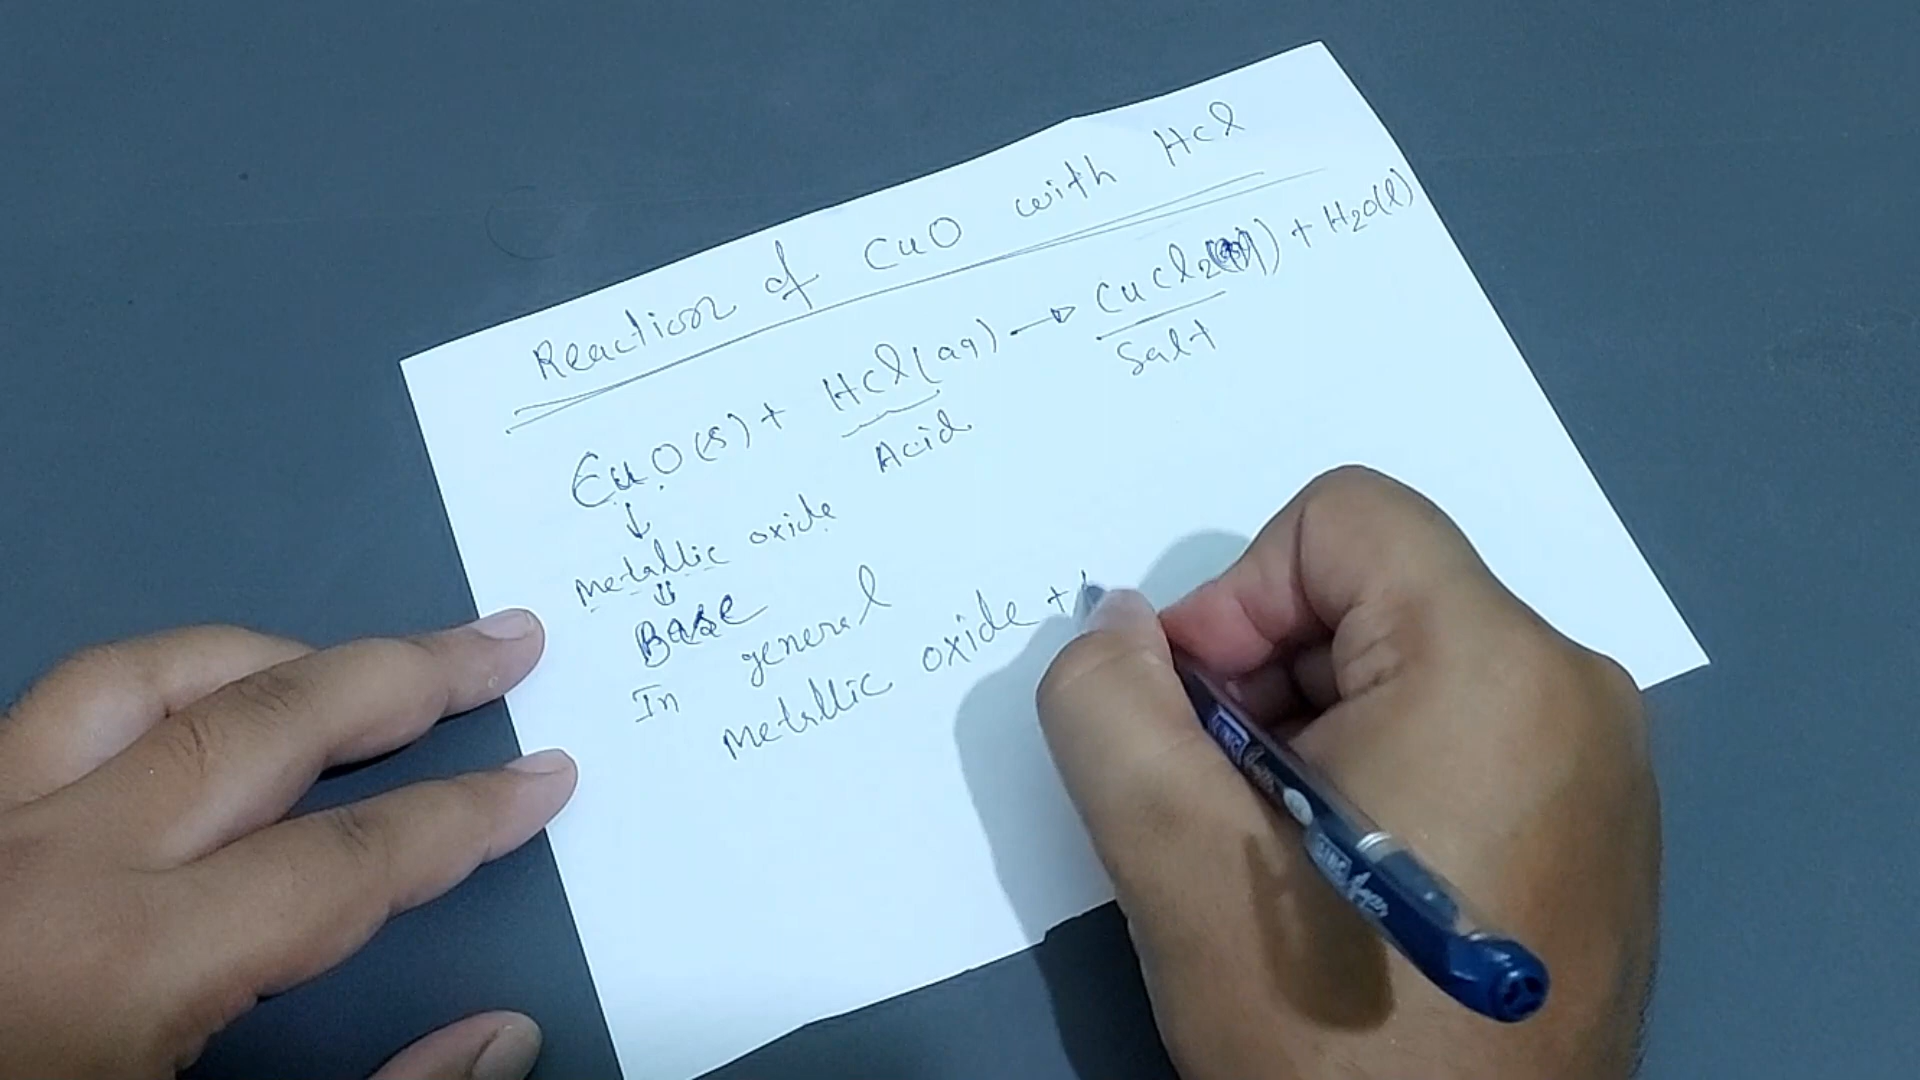 Reaction of CuO with HCl
CuO(s) + HCl(aq) → CuCl2(aq) + H2O(l)
Acid
Salt
↓
Metallic oxide
⇓
Base
In general
Metallic oxide +